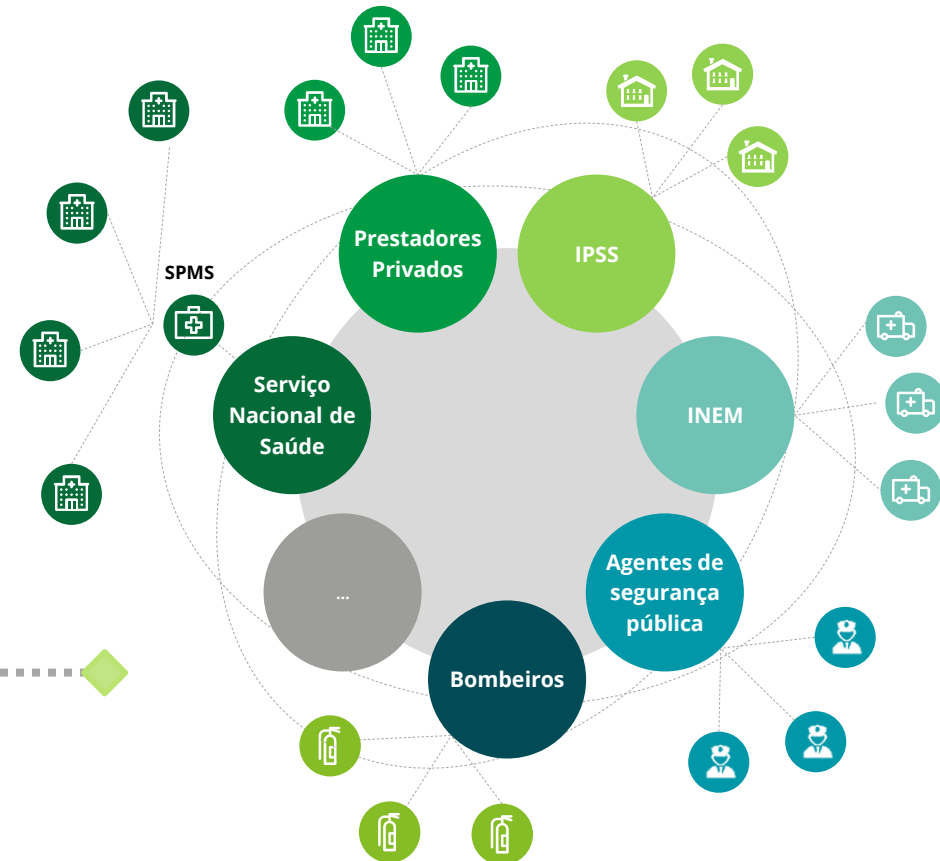 SPMS
Prestadores
Privados
IPSS
Serviço
Nacional de
Saúde
INEM
...
Agentes de
segurança
pública
Bombeiros